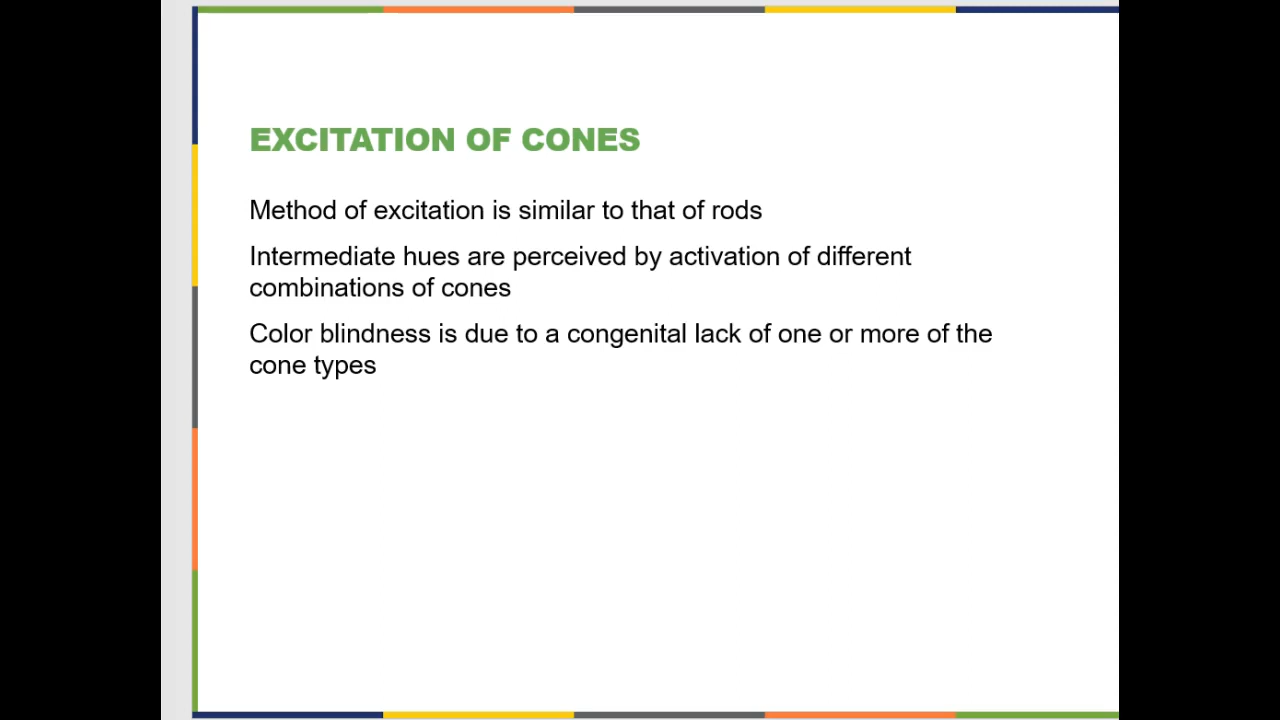 EXCITATION OF CONES
Method of excitation is similar to that of rods
Intermediate hues are perceived by activation of different
combinations of cones
Color blindness is due to a congenital lack of one or more of the
cone types